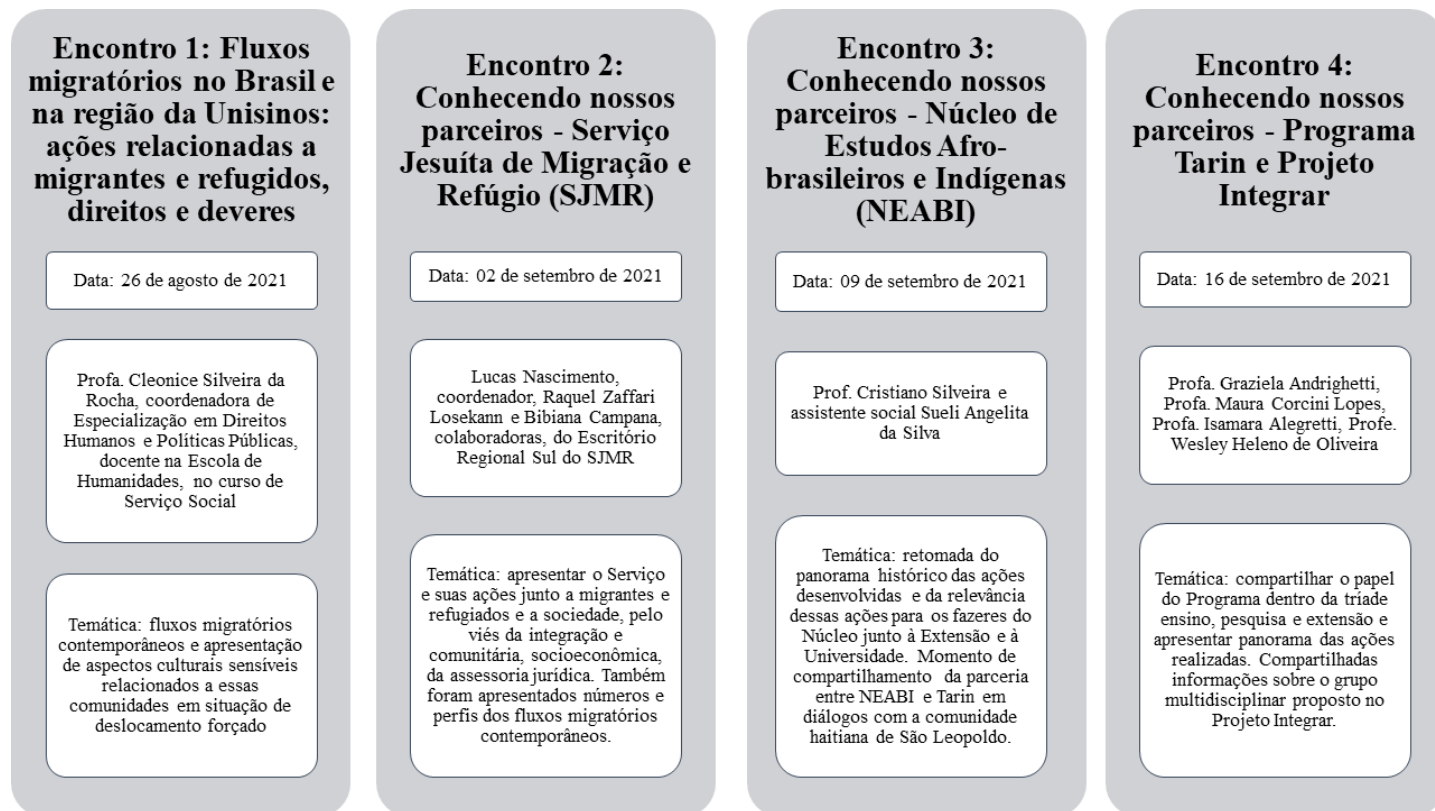 Encontro 1: Fluxos
migratórios no Brasil e
na região da Unisinos:
ações relacionadas a
migrantes e refugidos,
direitos e deveres
Data: 26 de agosto de 2021
Profa. Cleonice Silveira da
Rocha, coordenadora de
Especialização em Direitos
Humanos e Políticas Públicas,
docente na Escola de
Humanidades, no curso de
Serviço Social
Temática: fluxos migratórios
contemporâneos e apresentação
de aspectos culturais sensíveis
relacionados a essas
comunidades em situação de
deslocamento forçado
Encontro 2:
Conhecendo nossos
parceiros - Serviço
Jesuíta de Migração e
Refúgio (SJMR)
Data: 02 de setembro de 2021
Lucas Nascimento,
coordenador, Raquel Zaffari
Losekann e Bibiana Campana,
colaboradoras, do Escritório
Regional Sul do SJMR
Temática: apresentar o Serviço
e suas ações junto a migrantes e
refugiados e a sociedade, pelo
viés da integração e
comunitária, socioeconômica,
da assessoria jurídica. Também
foram apresentados números e
perfis dos fluxos migratórios
contemporâneos.
Encontro 3:
Conhecendo nossos
parceiros - Núcleo de
Estudos Afro-
brasileiros e Indígenas
(NEABI)
Data: 09 de setembro de 2021
Prof. Cristiano Silveira e
assistente social Sueli Angelita
da Silva
Temática: retomada do
panorama histórico das ações
desenvolvidas e da relevância
dessas ações para os fazeres do
Núcleo junto à Extensão e à
Universidade. Momento de
compartilhamento da parceria
entre NEABI e Tarin em
diálogos com a comunidade
haitiana de São Leopoldo.
Encontro 4:
Conhecendo nossos
parceiros - Programa
Tarin e Projeto
Integrar
Data: 16 de setembro de 2021
Profa. Graziela Andrighetti,
Profa. Maura Corcini Lopes,
Profa. Isamara Alegretti, Profe.
Wesley Heleno de Oliveira
Temática: compartilhar o papel
do Programa dentro da tríade
ensino, pesquisa e extensão e
apresentar panorama das ações
realizadas. Compartilhadas
informações sobre o grupo
multidisciplinar proposto no
Projeto Integrar.